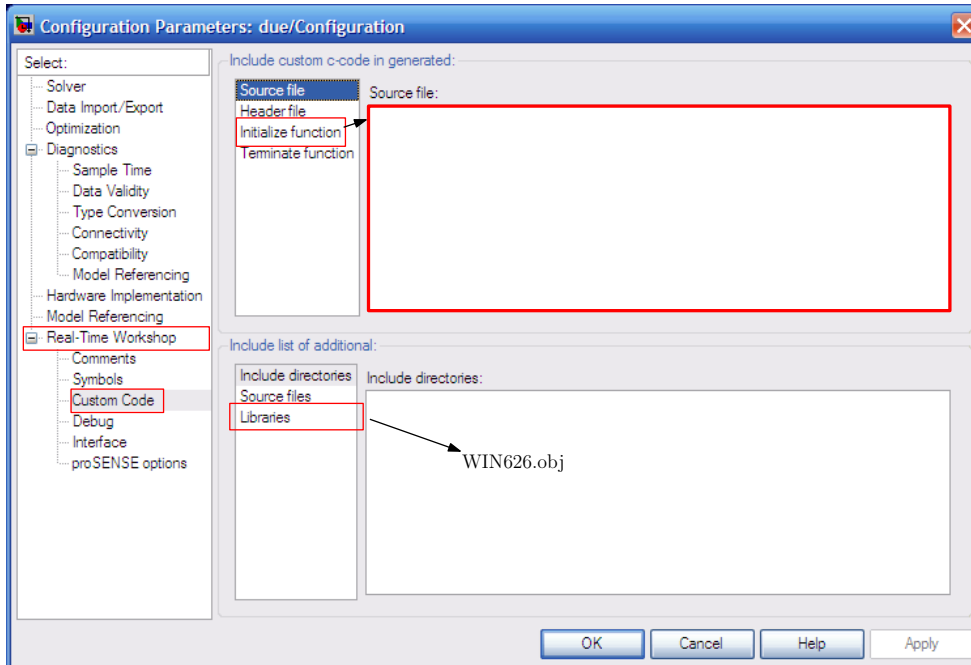 Configuration Parameters: due/Configuration
Select:
Solver
Data Import/Export
Optimization
Diagnostics
Sample Time
Data Validity
Type Conversion
Connectivity
Compatibility
Model Referencing
Hardware Implementation
Model Referencing
Real-Time Workshop
Comments
Symbols
Custom Code
Debug
Interface
proSENSE options
Include custom c-code in generated:
Source file
Header file
Initialize function
Terminate function
Source file:
Include list of additional:
Include directories
Source files
Libraries
Include directories:
WIN626.obj
OK
Cancel
Help
Apply